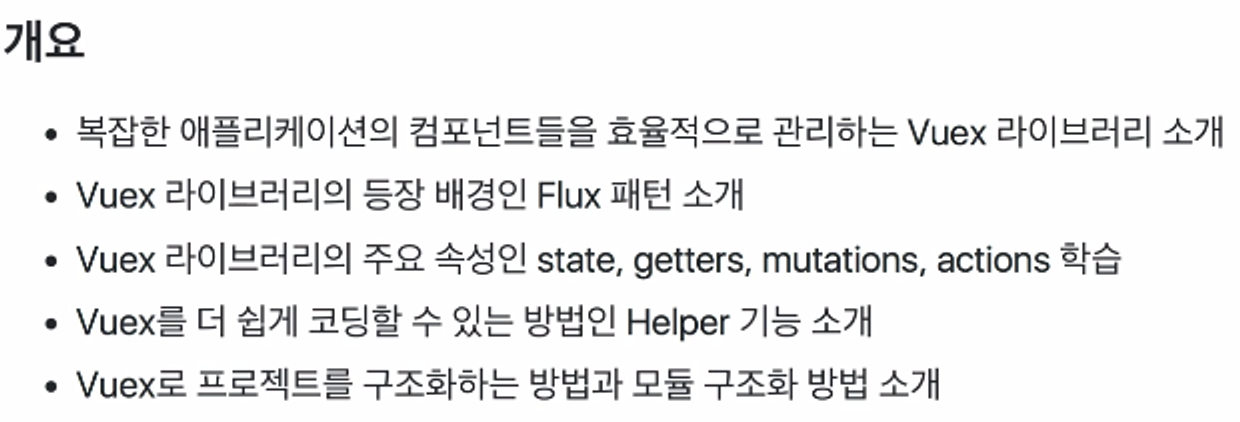 개요
• 복잡한 애플리케이션의 컴포넌트들을 효율적으로 관리하는 Vuex 라이브러리 소개
• Vuex 라이브러리의 등장 배경인 Flux 패턴 소개
• Vuex 라이브러리의 주요 속성인 state, getters, mutations, actions 학습
• Vuex를 더 쉽게 코딩할 수 있는 방법인 Helper 기능 소개
• Vuex로 프로젝트를 구조화하는 방법과 모듈 구조화 방법 소개